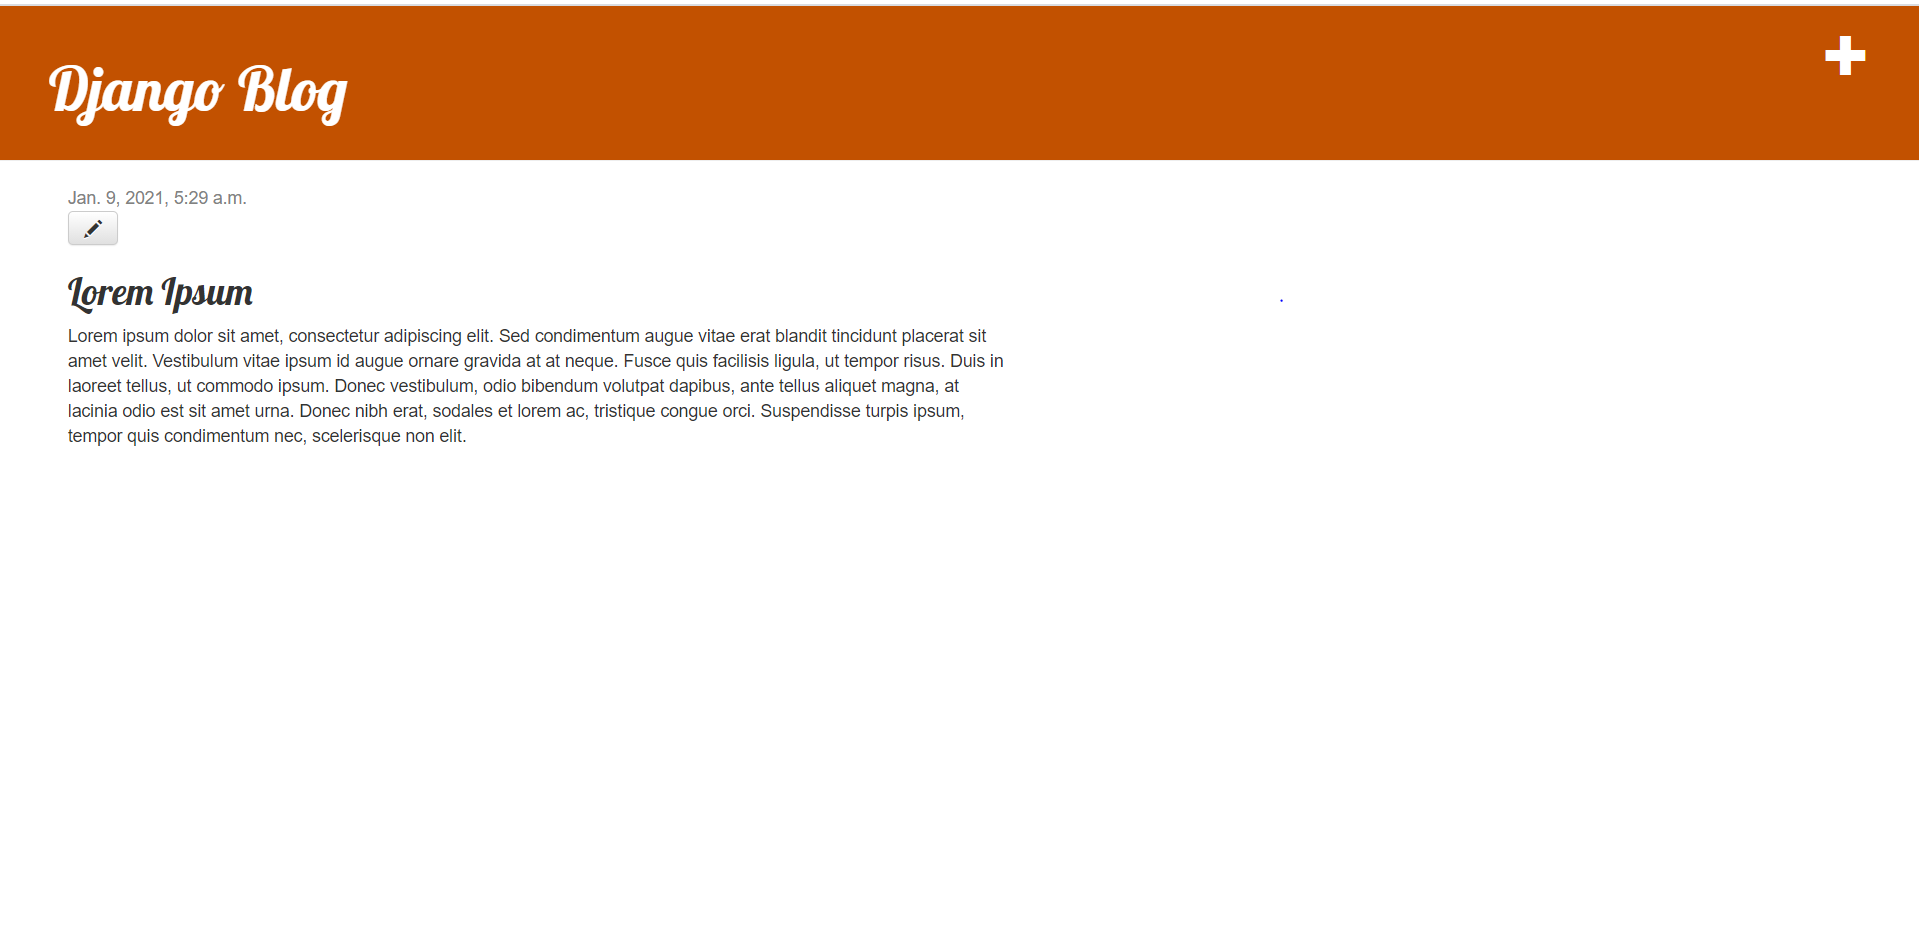 Django Blog
Jan. 9, 2021, 5:29 a.m.
Lorem Ipsum
Lorem ipsum dolor sit amet, consectetur adipiscing elit. Sed condimentum augue vitae erat blandit tincidunt placerat sit
amet velit. Vestibulum vitae ipsum id augue ornare gravida at at neque. Fusce quis facilisis ligula, ut tempor risus. Duis in
laoreet tellus, ut commodo ipsum. Donec vestibulum, odio bibendum volutpat dapibus, ante tellus aliquet magna, at
lacinia odio est sit amet urna. Donec nibh erat, sodales et lorem ac, tristique congue orci. Suspendisse turpis ipsum,
tempor quis condimentum nec, scelerisque non elit.